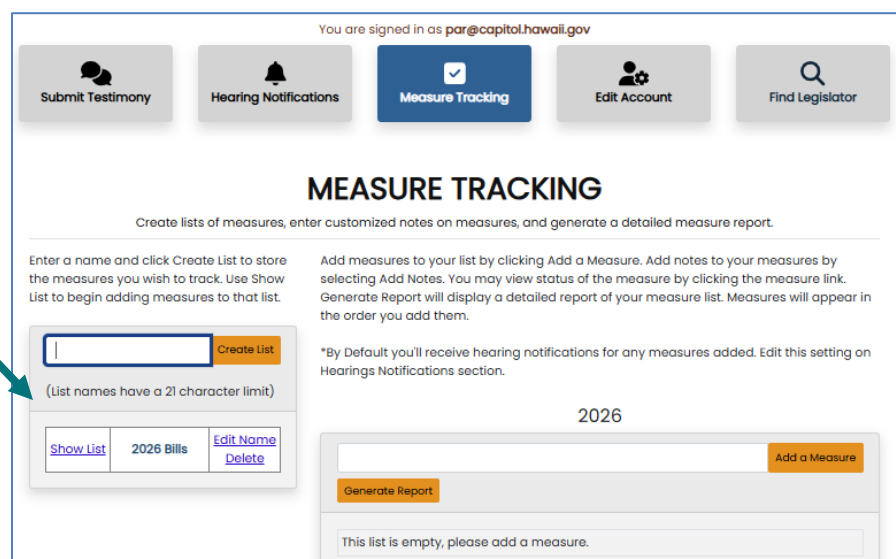 You are signed in as par@capitol.hawaii.gov
Submit Testimony
Hearing Notifications
Measure Tracking
Edit Account
Find Legislator
MEASURE TRACKING
Create lists of measures, enter customized notes on measures, and generate a detailed measure report.
Enter a name and click Create List to store
the measures you wish to track. Use Show
List to begin adding measures to that list.
Create List
(List names have a 21 character limit)
Show List
2026 Bills
Edit Name
Delete
Add measures to your list by clicking Add a Measure. Add notes to your measures by
selecting Add Notes. You may view status of the measure by clicking the measure link.
Generate Report will display a detailed report of your measure list. Measures will appear in
the order you add them.
*By Default you'll receive hearing notifications for any measures added. Edit this setting on
Hearings Notifications section.
2026
Add a Measure
Generate Report
This list is empty, please add a measure.